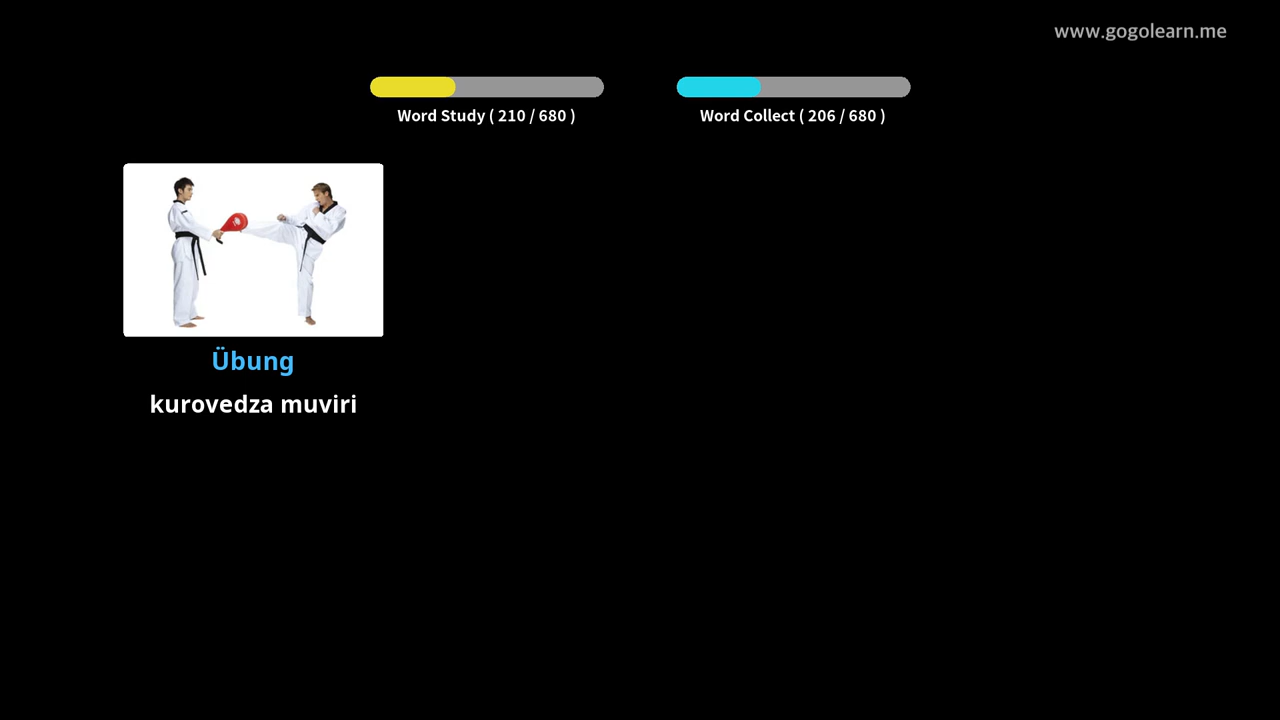 www.gogolearn.me
Word Study ( 210 / 680 )
Word Collect ( 206 / 680 )
Übung
kurovedza muviri